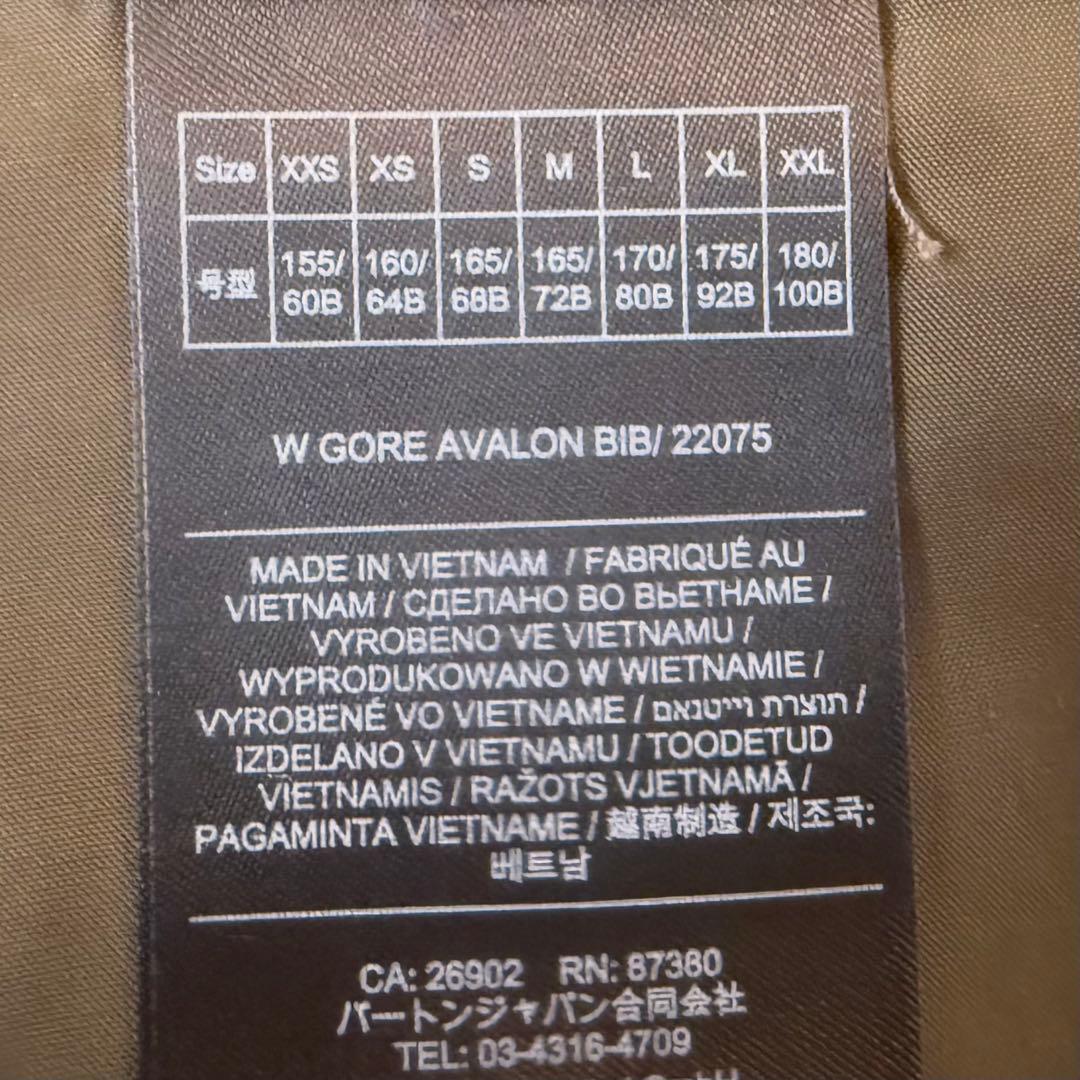 Size XXS XS S M L XL XXL
号型 155/60B 160/64B 165/68B 165/72B 170/80B 175/92B 180/100B
W GORE AVALON BIB/ 22075
MADE IN VIETNAM / FABRIQUÉ AU
VIETNAM / СДЕЛАНО ВО ВЬЕТНАМЕ /
VYROBENO VE VIETNAMU /
WYPRODUKOWANO W WIETNAMIE /
VYROBENÉ VO VIETNAME / תוצרת וייטנאם /
IZDELANO V VIETNAMU / TOODETUD
VIETNAMIS / RAŽOTS VJETNAMĀ /
PAGAMINTA VIETNAME / 越南制造 / 제조국:
베트남
CA: 26902 RN: 87380
バートンジャパン合同会社
TEL: 03-4316-4709